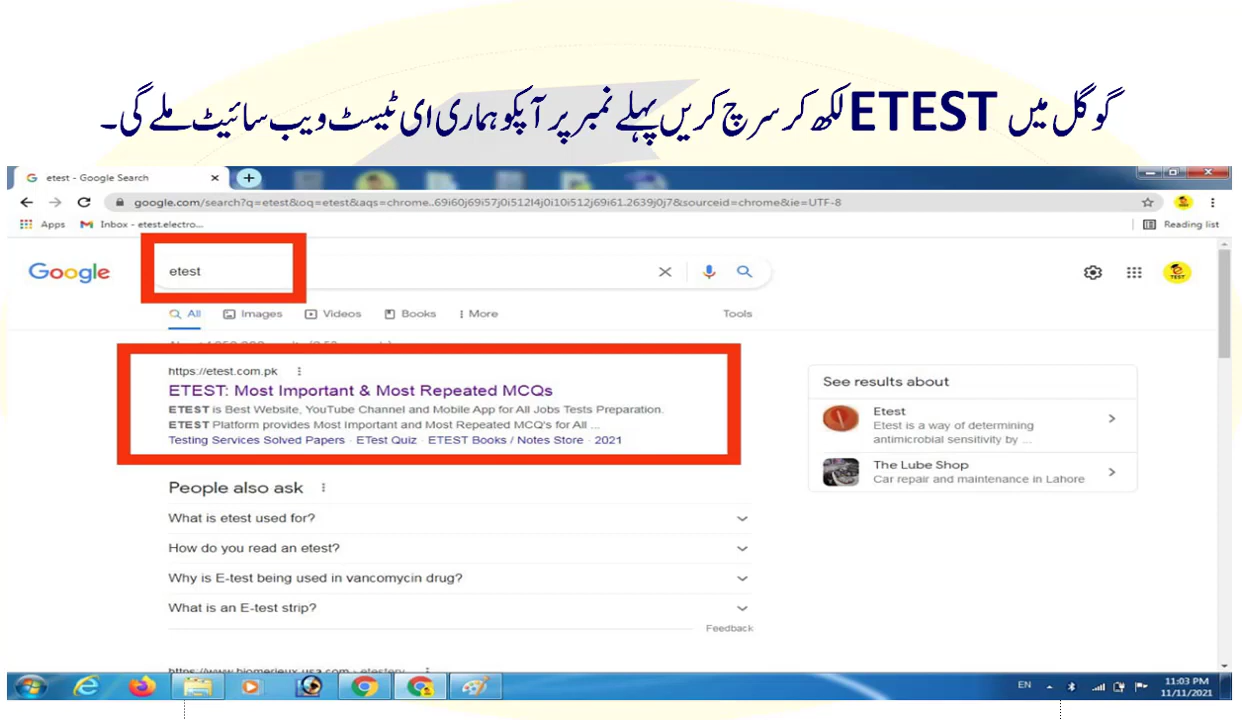 گوگل میں ETEST لکھ کر سرچ کریں پہلے نمبر پر آپکو ہماری ای ٹیسٹ ویب سائیٹ ملے گی۔
etest - Google Search
google.com/search?q=etest&oq=etest&aqs=chrome..69i60j69i57j0i512l4j0i10i512j69i61.2639j0j7&sourceid=chrome&ie=UTF-8
Apps Inbox - etest.electro... Reading list
Google etest TEST
All Images Videos Books More Tools
https://etest.com.pk
ETEST: Most Important & Most Repeated MCQs
ETEST is Best Website, YouTube Channel and Mobile App for All Jobs Tests Preparation.
ETEST Platform provides Most Important and Most Repeated MCQ's for All ...
Testing Services Solved Papers · ETest Quiz · ETEST Books / Notes Store · 2021
See results about
Etest
Etest is a way of determining
antimicrobial sensitivity by ...
The Lube Shop
Car repair and maintenance in Lahore
People also ask
What is etest used for?
How do you read an etest?
Why is E-test being used in vancomycin drug?
What is an E-test strip?
Feedback
EN 11:03 PM
11/11/2021